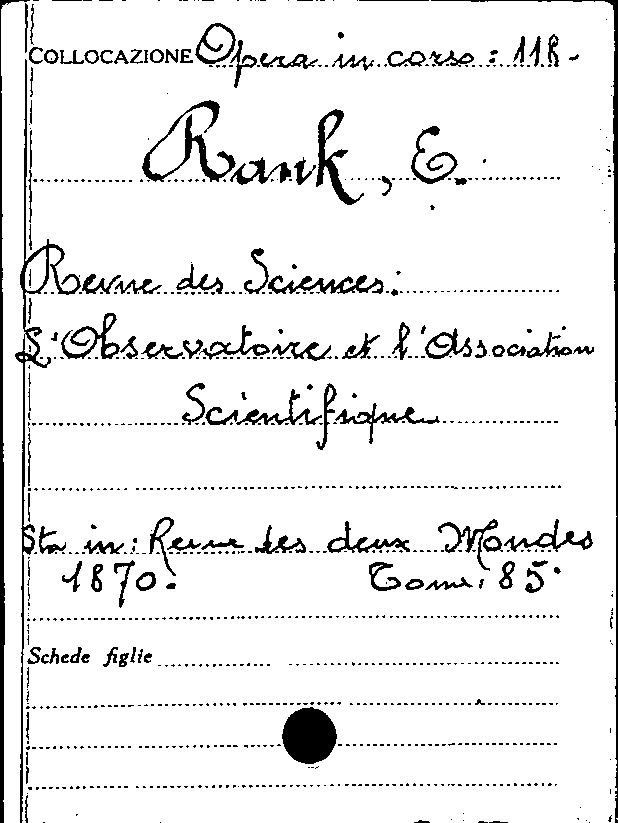 COLLOCAZIONE Opera in corso: 118-
Rank, E.
Revue des Sciences:
L'Observatoire et l'Association
Scientifique
Sta in: Revue des deux Mondes
1870. Tome: 85.
Schede figlie